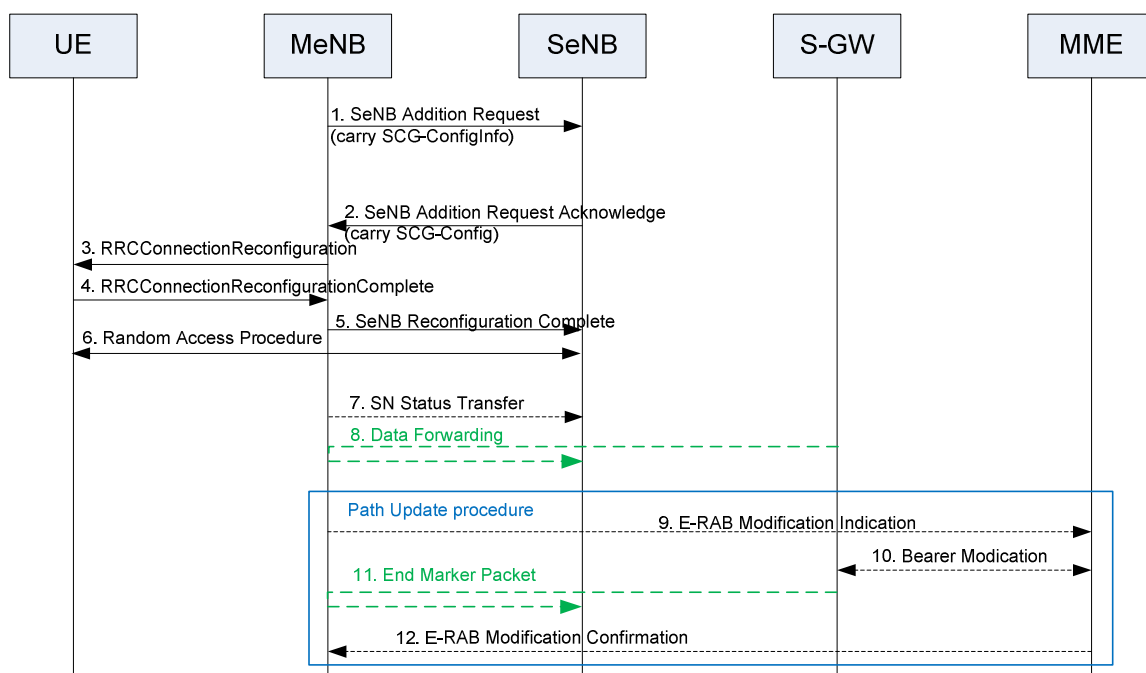 UE
MeNB
SeNB
S-GW
MME
1. SeNB Addition Request
(carry SCG-ConfigInfo)
2. SeNB Addition Request Acknowledge
(carry SCG-Config)
3. RRCConnectionReconfiguration
4. RRCConnectionReconfigurationComplete
5. SeNB Reconfiguration Complete
6. Random Access Procedure
7. SN Status Transfer
8. Data Forwarding
Path Update procedure
9. E-RAB Modification Indication
10. Bearer Modication
11. End Marker Packet
12. E-RAB Modification Confirmation